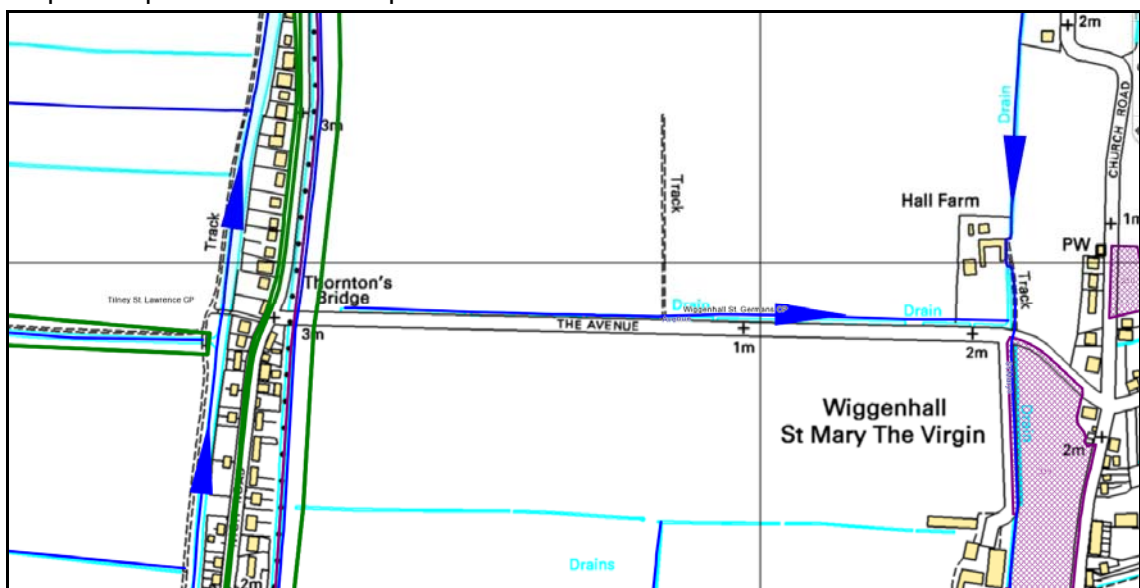 2m
3m
Drain
CHURCH ROAD
Track
Track
Hall Farm
1m
PW
Thornton's
Bridge
Track
Tilney St. Lawrence CP
Drain
Wiggenhall St. Germans CP
Drain
THE AVENUE
3m
1m
2m
Wiggenhall
St Mary The Virgin
Drain
2m
Drains
2m